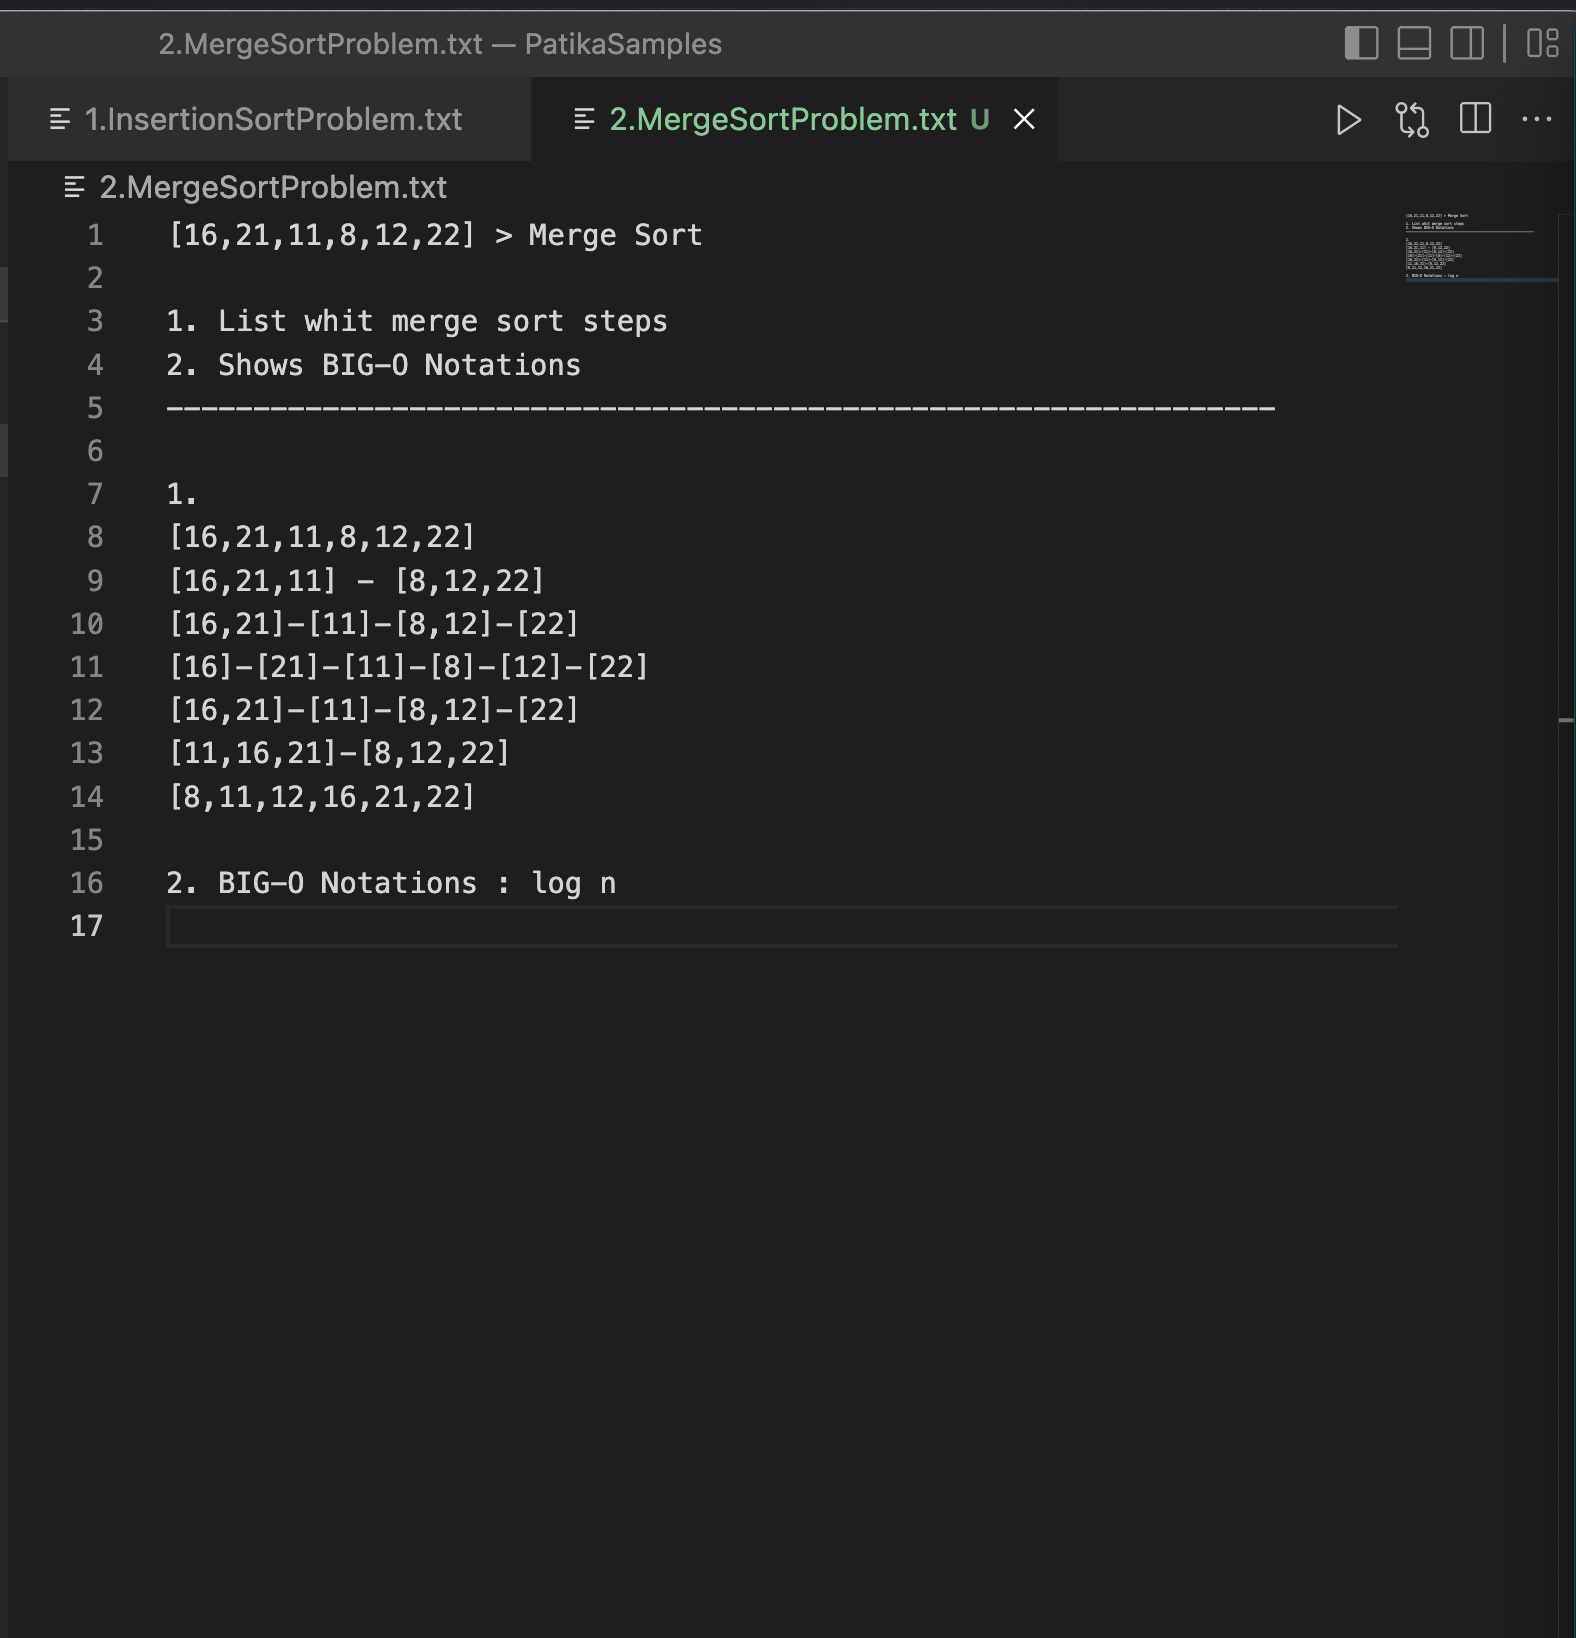 2.MergeSortProblem.txt — PatikaSamples
1.InsertionSortProblem.txt
2.MergeSortProblem.txt U
2.MergeSortProblem.txt
1 [16,21,11,8,12,22] > Merge Sort
2
3 1. List whit merge sort steps
4 2. Shows BIG-O Notations
5 ----------------------------------------------------------------
6
7 1.
8 [16,21,11,8,12,22]
9 [16,21,11] - [8,12,22]
10 [16,21]-[11]-[8,12]-[22]
11 [16]-[21]-[11]-[8]-[12]-[22]
12 [16,21]-[11]-[8,12]-[22]
13 [11,16,21]-[8,12,22]
14 [8,11,12,16,21,22]
15
16 2. BIG-O Notations : log n
17